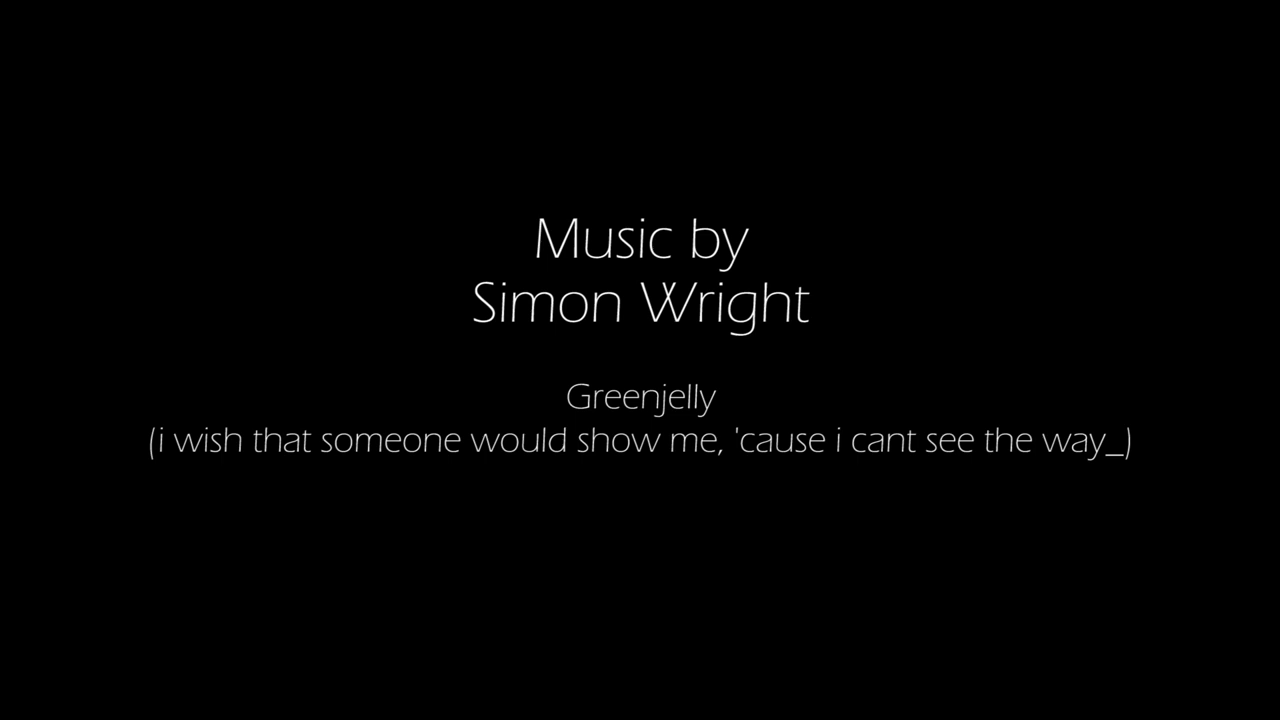 Music by
Simon Wright
Greenjelly
(i wish that someone would show me, 'cause i cant see the way_)